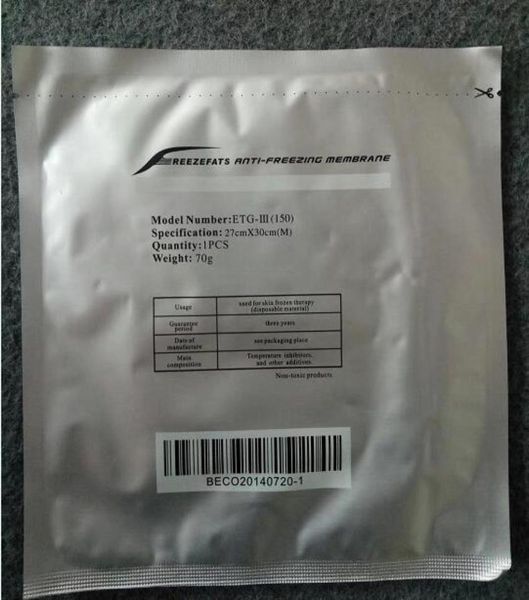 FREEZEFATS ANTI-FREEZING MEMBRANE
Model Number:ETG-III(150)
Specification: 27cmX30cm(M)
Quantity:1PCS
Weight: 70g
Usage used for skin frozen therapy (disposable material)
Guarantee period three years
Date of manufacture see packaging place
Main composition Temperature inhibitors, and other additives.
Non-toxic products
BECO20140720-1